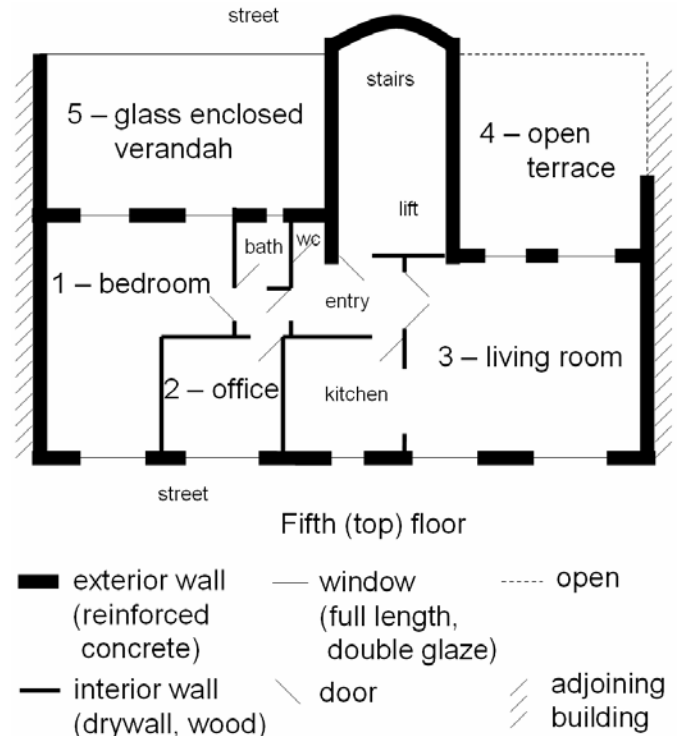 street
stairs
5 – glass enclosed
verandah
4 – open
terrace
lift
bath
wc
1 – bedroom
entry
3 – living room
2 – office
kitchen
street
Fifth (top) floor
exterior wall
(reinforced
concrete)
window
(full length,
double glaze)
open
interior wall
(drywall, wood)
door
adjoining
building